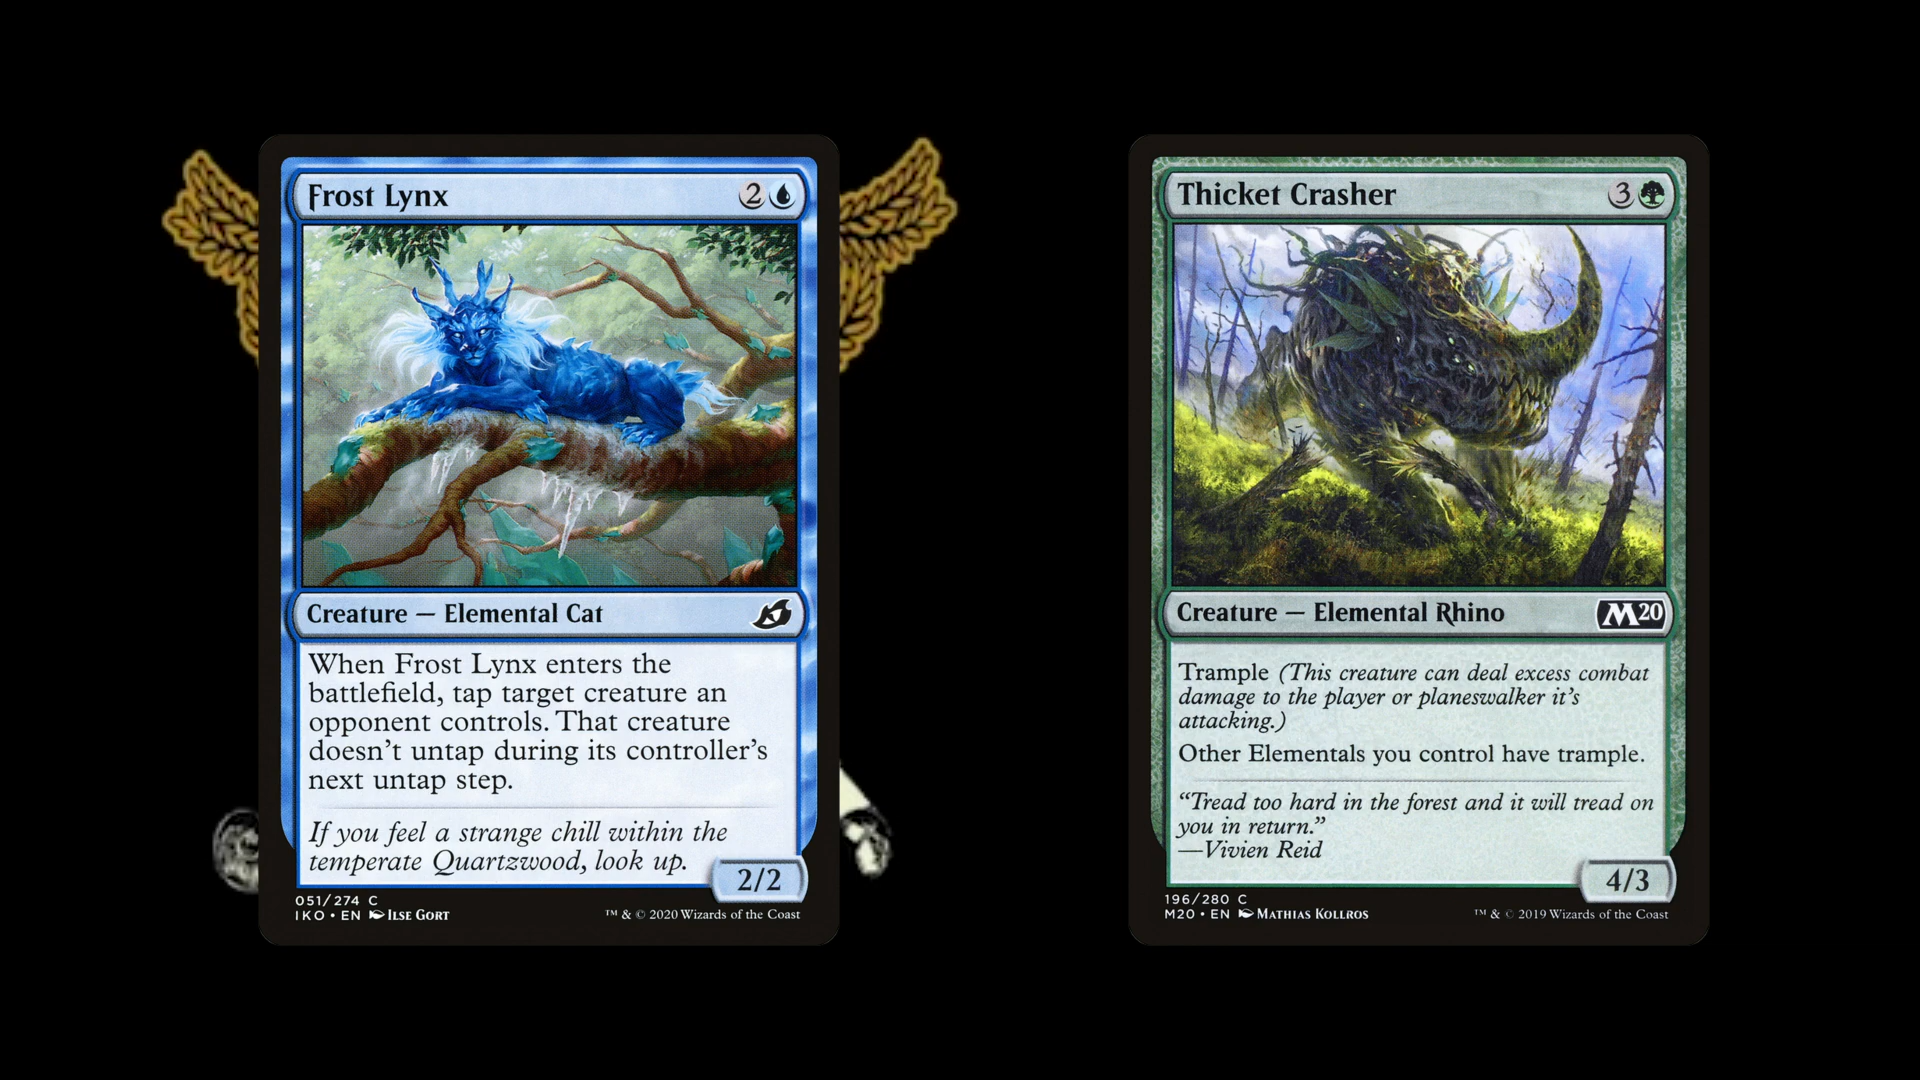 Frost Lynx
2
Creature — Elemental Cat
When Frost Lynx enters the
battlefield, tap target creature an
opponent controls. That creature
doesn't untap during its controller's
next untap step.
If you feel a strange chill within the
temperate Quartzwood, look up.
2/2
051/274 C
IKO • EN Ilse Gort
™ & © 2020 Wizards of the Coast
Thicket Crasher
3
Creature — Elemental Rhino
M20
Trample (This creature can deal excess combat
damage to the player or planeswalker it's
attacking.)
Other Elementals you control have trample.
"Tread too hard in the forest and it will tread on
you in return."
—Vivien Reid
4/3
196/280 C
M20 • EN Mathias Kollros
™ & © 2019 Wizards of the Coast